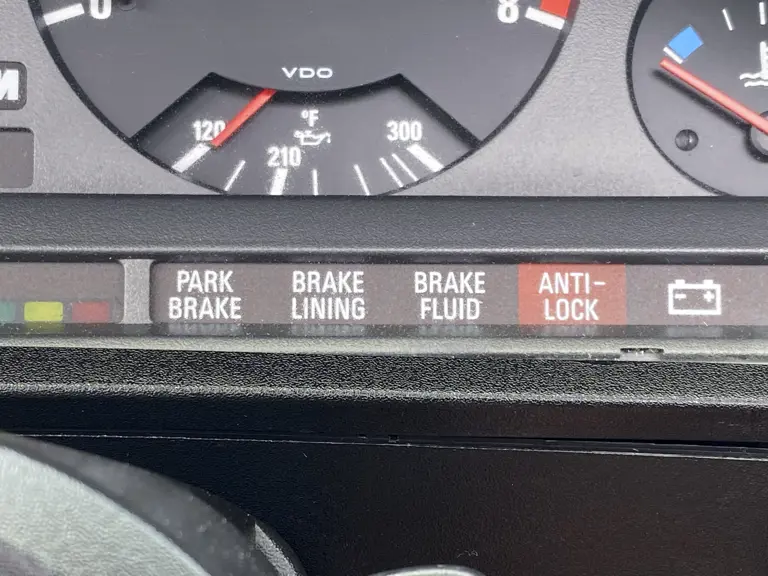 0
8
VDO
M
°F
120
210
300
PARK
BRAKE
BRAKE
LINING
BRAKE
FLUID
ANTI-
LOCK